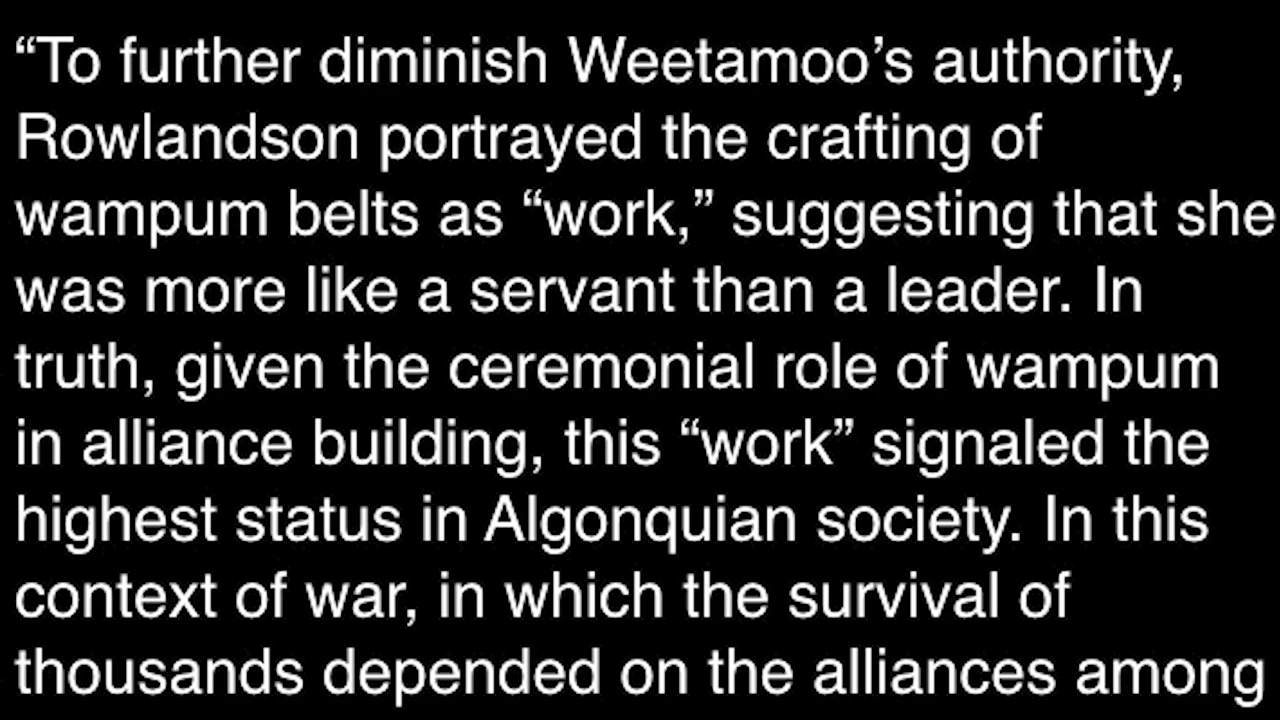 “To further diminish Weetamoo’s authority,
Rowlandson portrayed the crafting of
wampum belts as “work,” suggesting that she
was more like a servant than a leader. In
truth, given the ceremonial role of wampum
in alliance building, this “work” signaled the
highest status in Algonquian society. In this
context of war, in which the survival of
thousands depended on the alliances among